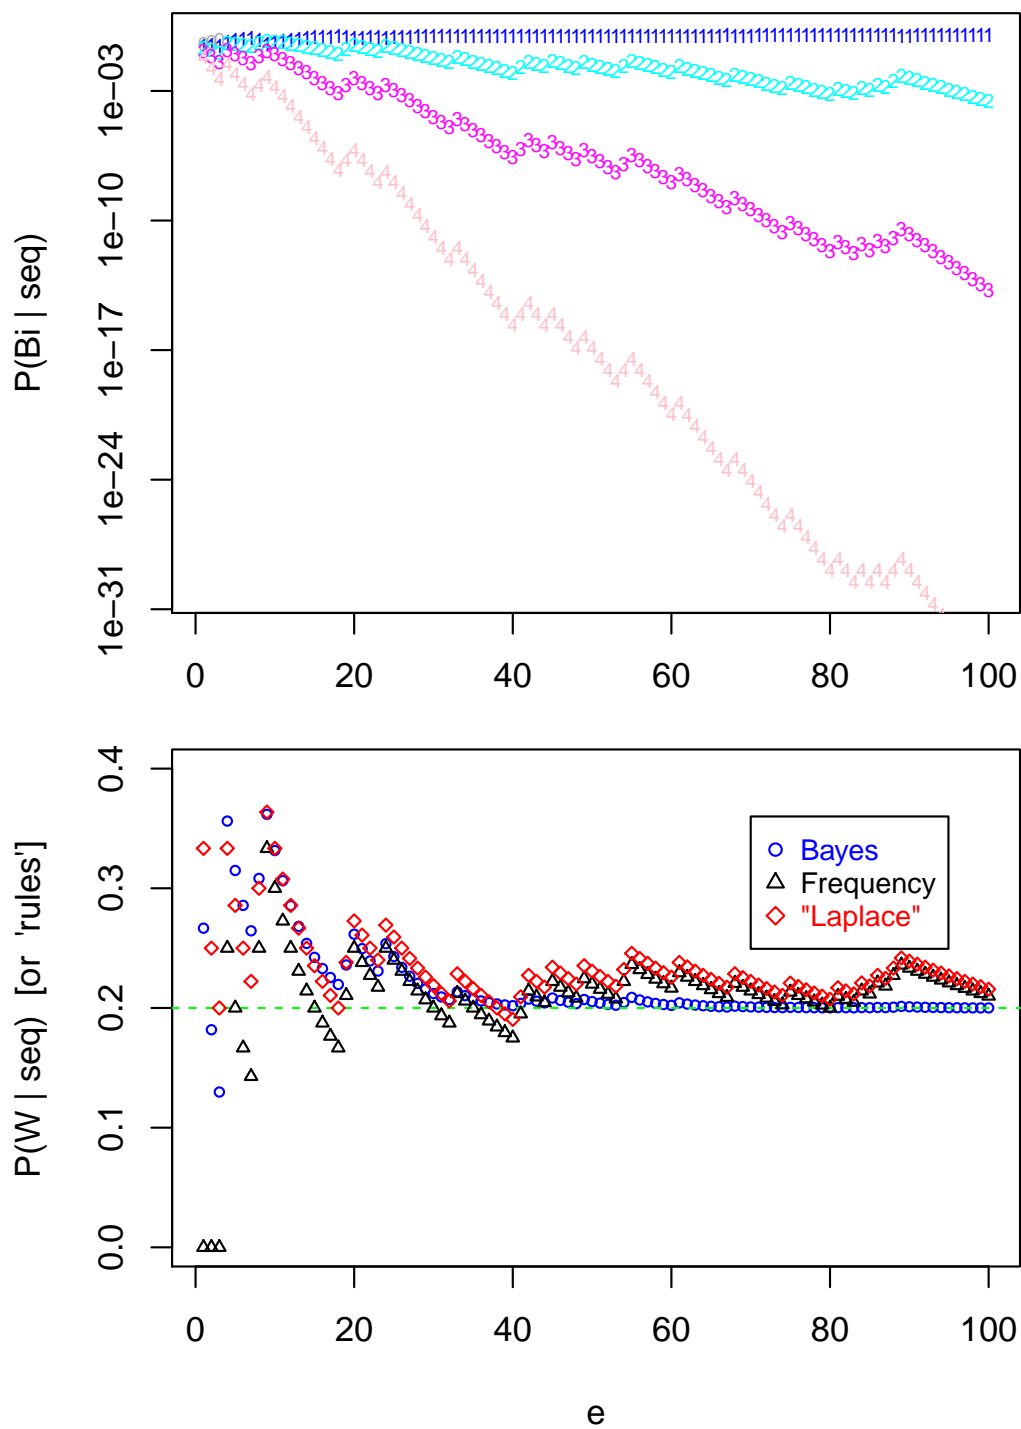 P(Bi | seq)
1e−03
1e−10
1e−17
1e−24
1e−31
0 20 40 60 80 100
P(W | seq) [or 'rules']
0.4
0.3
0.2
0.1
0.0
Bayes
Frequency
"Laplace"
0 20 40 60 80 100
e